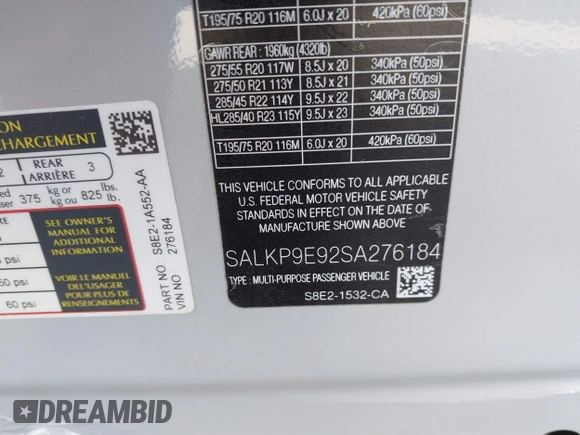 T195/75 R20 116M 6.0J x 20 420kPa (60psi)
GAWR REAR : 1960kg (4320lb)
275/55 R20 117W 8.5J x 20 340kPa (50psi)
275/50 R21 113Y 8.5J x 21 340kPa (50psi)
285/45 R22 114Y 9.5J x 22 340kPa (50psi)
HL285/40 R23 115Y 9.5J x 23 340kPa (50psi)
T195/75 R20 116M 6.0J x 20 420kPa (60psi)
THIS VEHICLE CONFORMS TO ALL APPLICABLE
U.S. FEDERAL MOTOR VEHICLE SAFETY
STANDARDS IN EFFECT ON THE DATE OF
MANUFACTURE SHOWN ABOVE
SALKP9E92SA276184
TYPE : MULTI-PURPOSE PASSENGER VEHICLE
S8E2-1532-CA
ON
CHARGEMENT
2 REAR ARRIÈRE 3
375 kg or kg ou 825 lbs. lb.
SEE OWNER'S
MANUAL FOR
ADDITIONAL
INFORMATION
VOIR LE MANUEL
DE L'USAGER
POUR PLUS DE
RENSEIGNEMENTS
psi
50 psi
60 psi
PART NO : S8E2-1A552-AA
VIN NO : 276184
DREAMBID